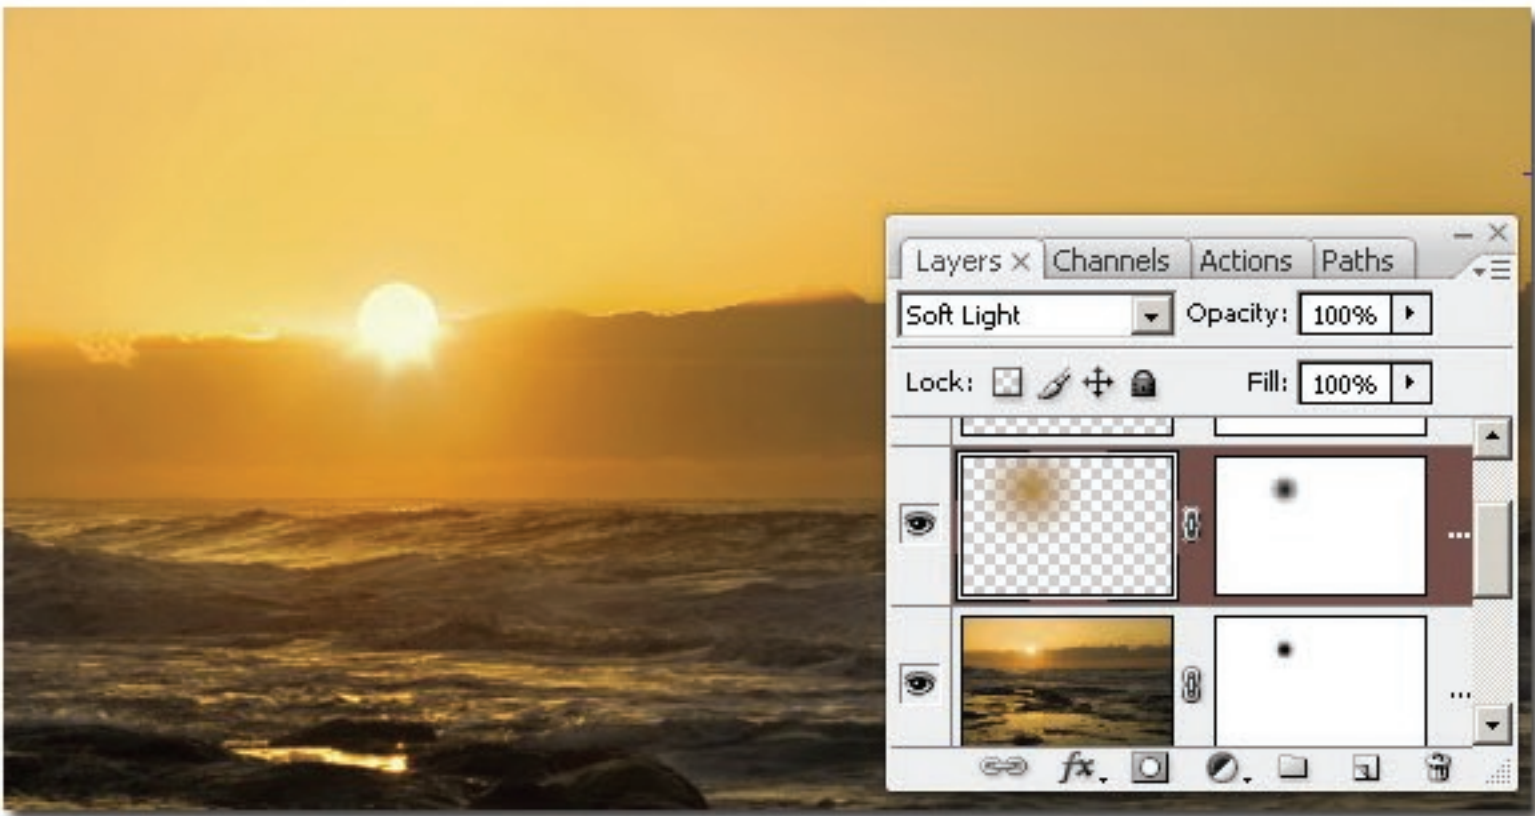 Layers × Channels Actions Paths
Soft Light Opacity: 100%
Lock: Fill: 100%
...
...
fx.